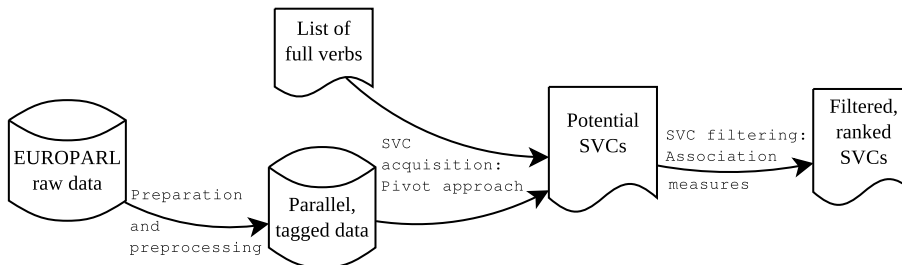 List of
full verbs
EUROPARL
raw data
Preparation
and
preprocessing
Parallel,
tagged data
SVC
acquisition:
Pivot approach
Potential
SVCs
SVC filtering:
Association
measures
Filtered,
ranked
SVCs